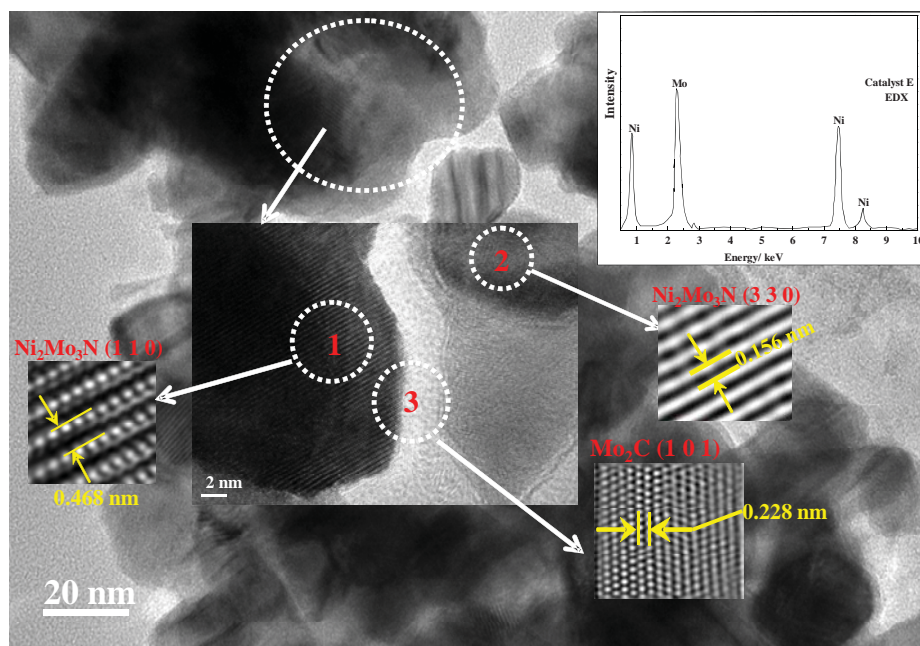 Intensity
Catalyst E
EDX
Ni
Mo
Ni
Ni
1 2 3 4 5 6 7 8 9 10
Energy/ keV
2
Ni₂Mo₃N (3 3 0)
0.156 nm
1
Ni₂Mo₃N (1 1 0)
0.468 nm
3
Mo₂C (1 0 1)
0.228 nm
2 nm
20 nm